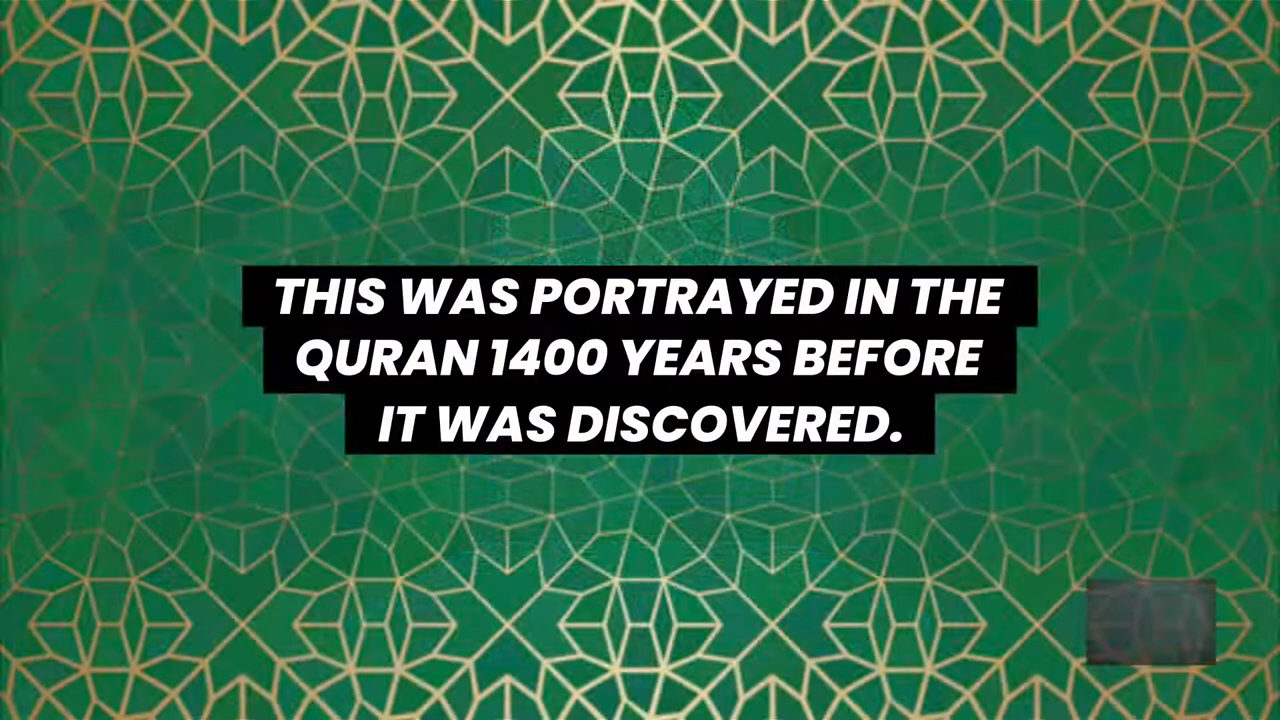 THIS WAS PORTRAYED IN THE
QURAN 1400 YEARS BEFORE
IT WAS DISCOVERED.